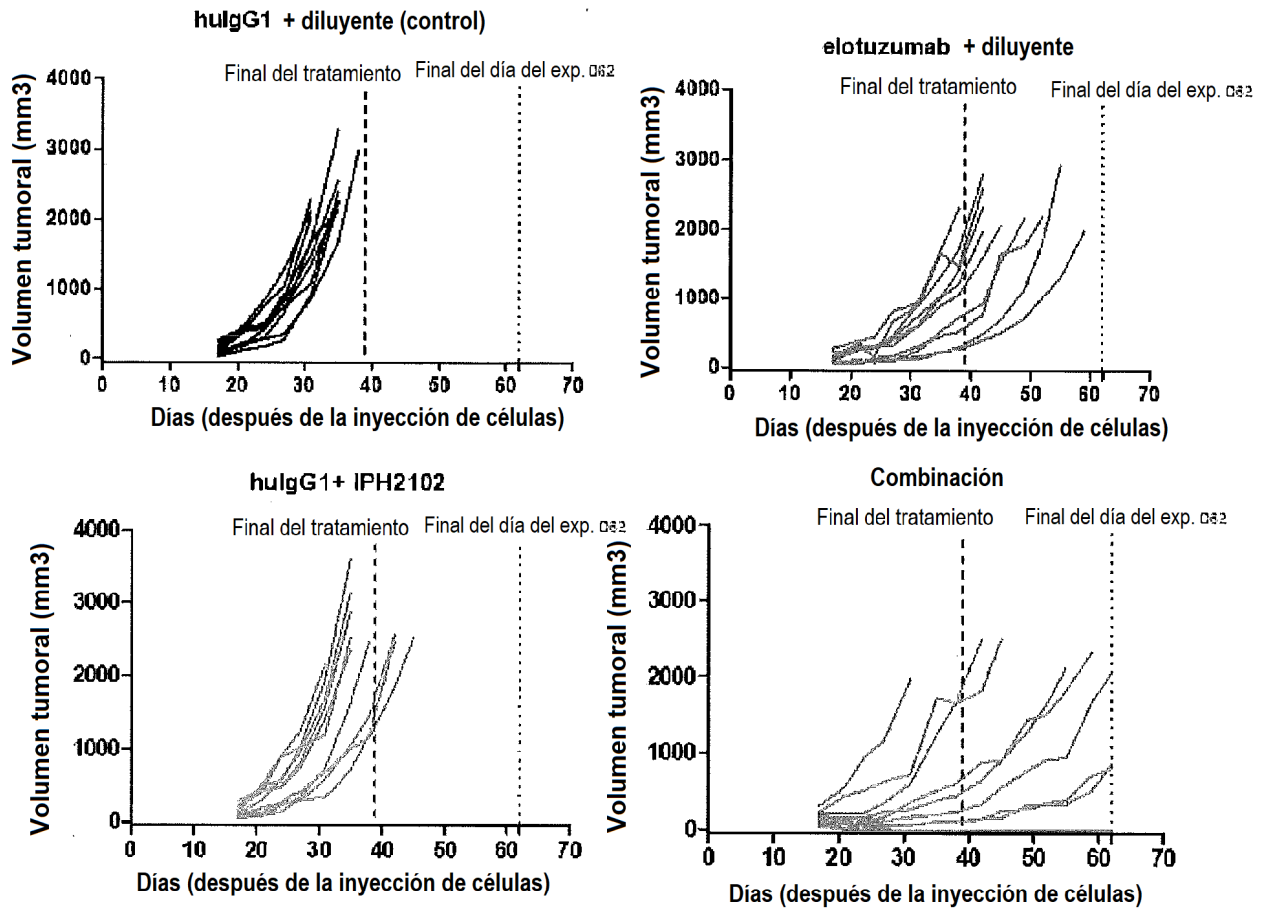 huIgG1 + diluyente (control)
Final del tratamiento
Final del día del exp. 062
Volumen tumoral (mm3)
4000
3000
2000
1000
0
0 10 20 30 40 50 60 70
Días (después de la inyección de células)
elotuzumab + diluyente
Final del tratamiento
Final del día del exp. 062
Volumen tumoral (mm3)
4000
3000
2000
1000
0
0 10 20 30 40 50 60 70
Días (después de la inyección de células)
huIgG1+ IPH2102
Final del tratamiento
Final del día del exp. 062
Volumen tumoral (mm3)
4000
3000
2000
1000
0
0 10 20 30 40 50 60 70
Días (después de la inyección de células)
Combinación
Final del tratamiento
Final del día del exp. 062
Volumen tumoral (mm3)
4000
3000
2000
1000
0
0 10 20 30 40 50 60 70
Días (después de la inyección de células)